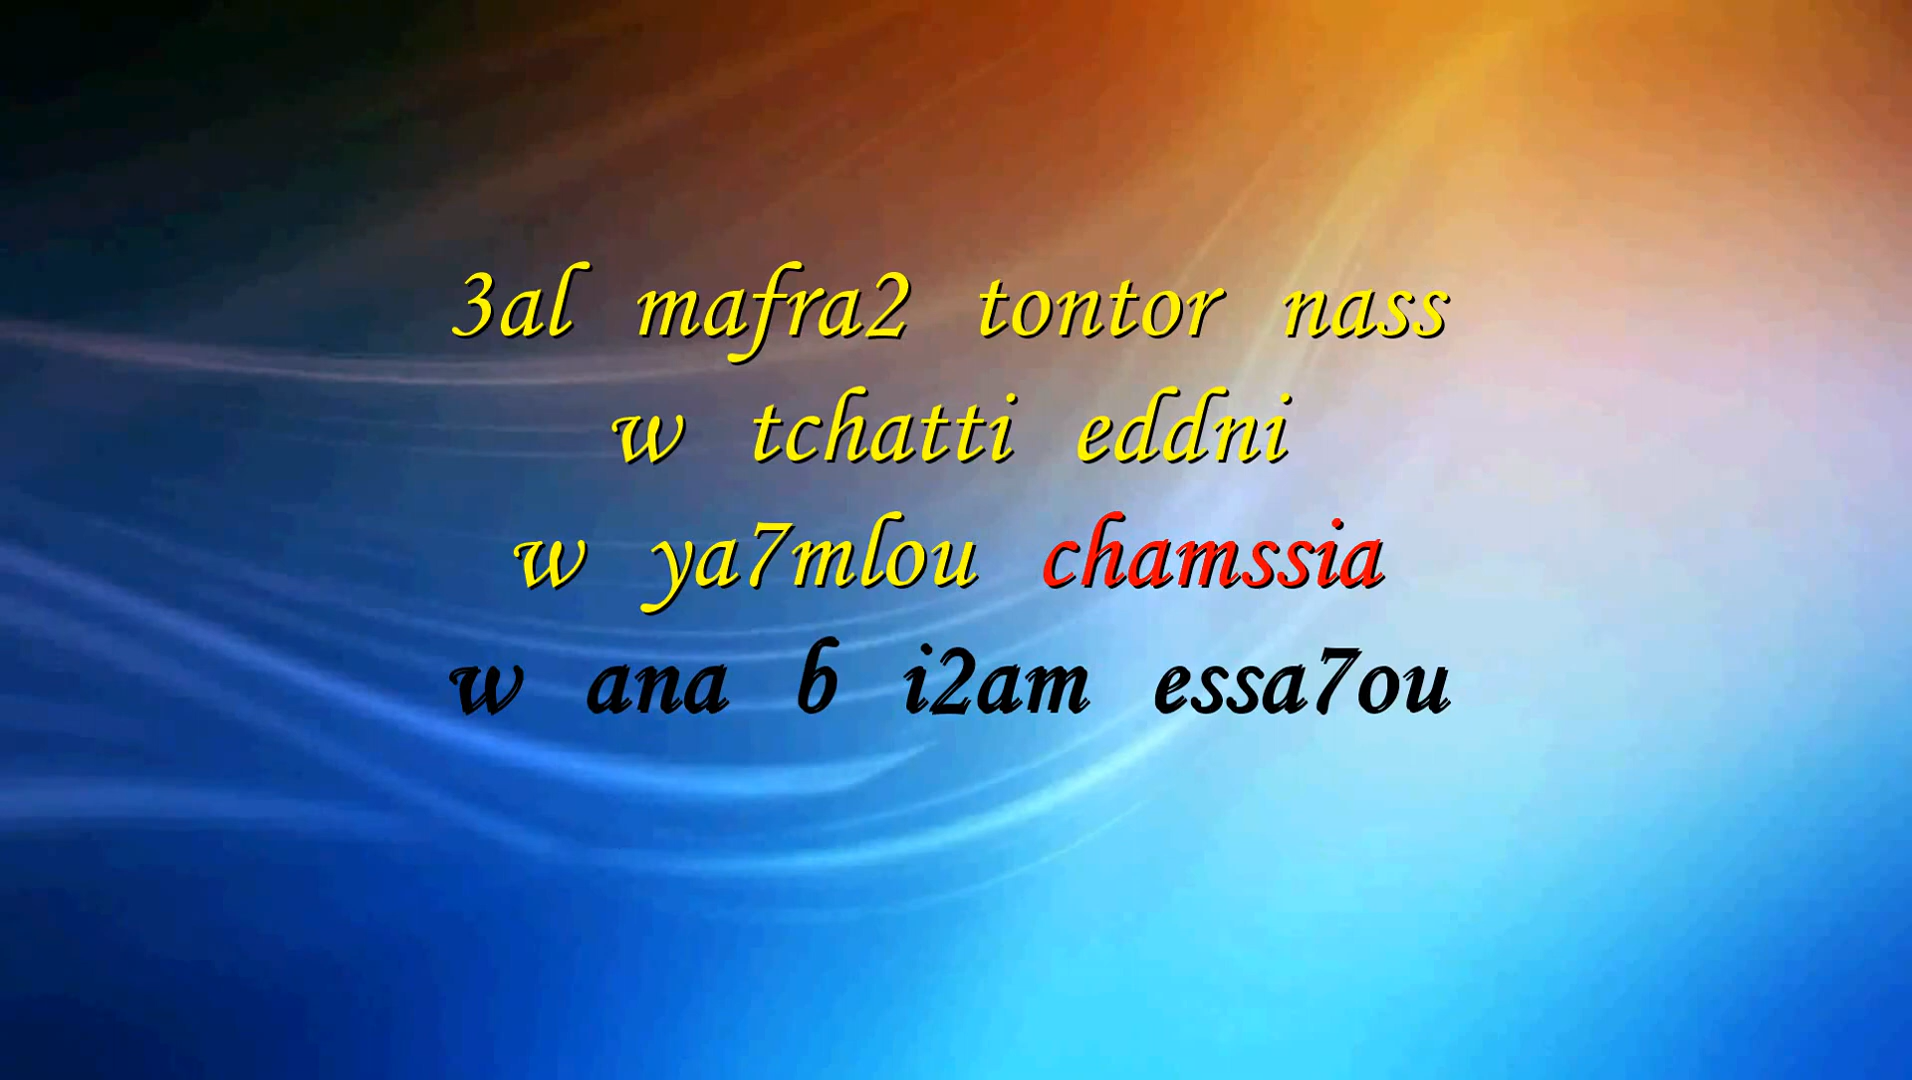 3al mafra2 tontor nass
w tchatti eddni
w ya7mlou chamssia
w ana b i2am essa7ou